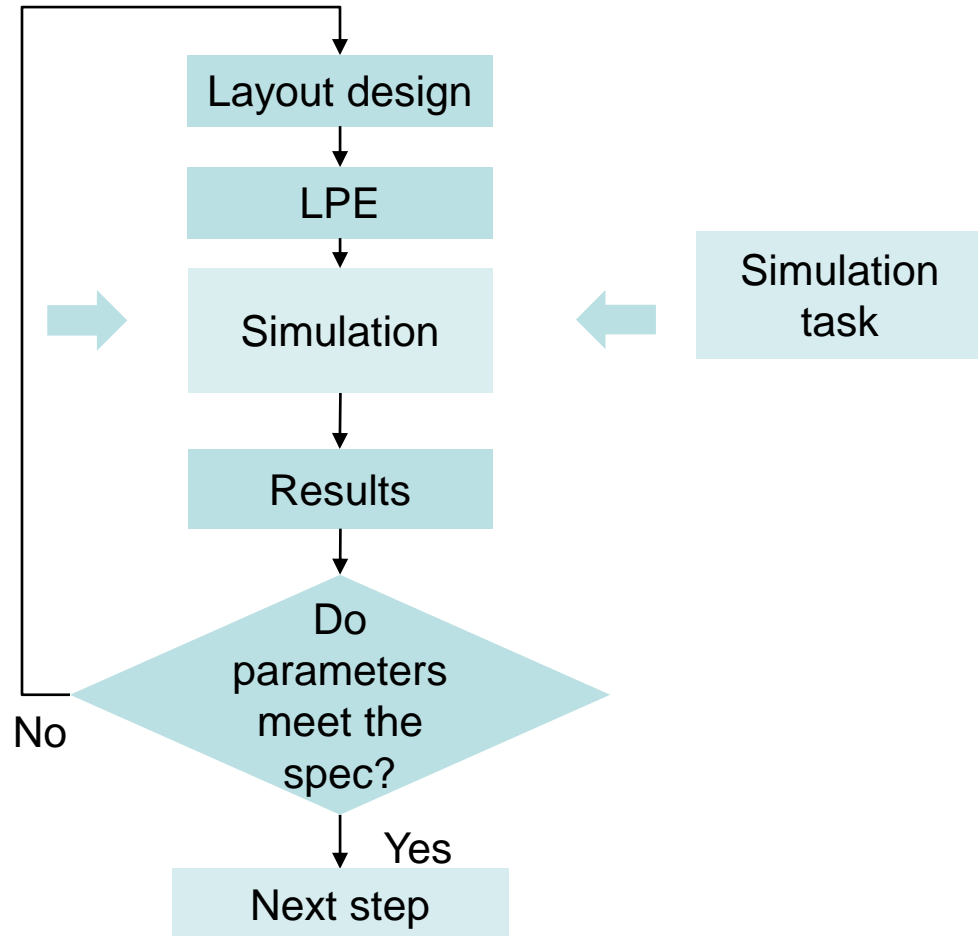 Layout design
LPE
Simulation
Simulation
task
Results
Do
parameters
meet the
spec?
No
Yes
Next step